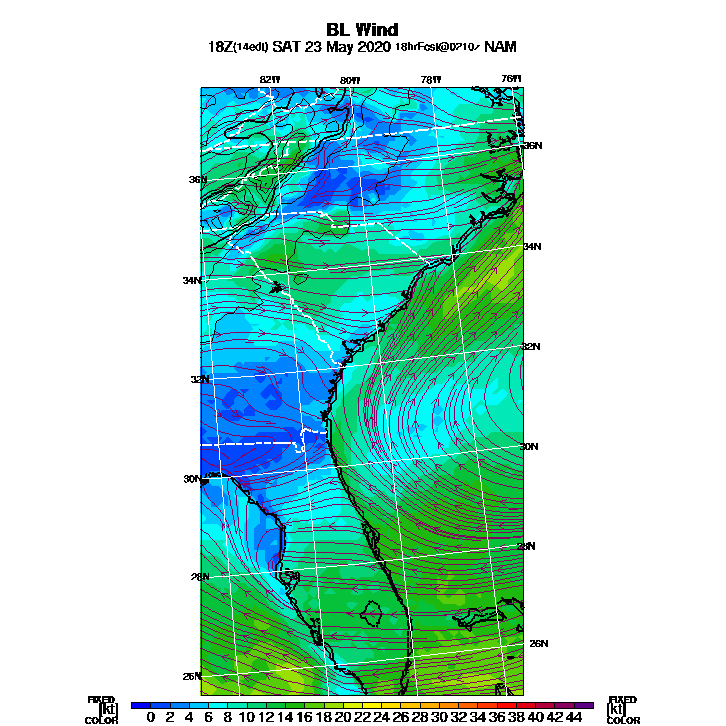 BL Wind
18Z(14edt) SAT 23 May 2020 18hrFcst@0210z NAM
82W 80W 78W 76W
36N
36N
34N
34N
32N
32N
30N
30N
28N
28N
26N
26N
FIXED FIXED
[kt] 0 2 4 6 8 10 12 14 16 18 20 22 24 26 28 30 32 34 36 38 40 42 44 [kt]
COLOR COLOR